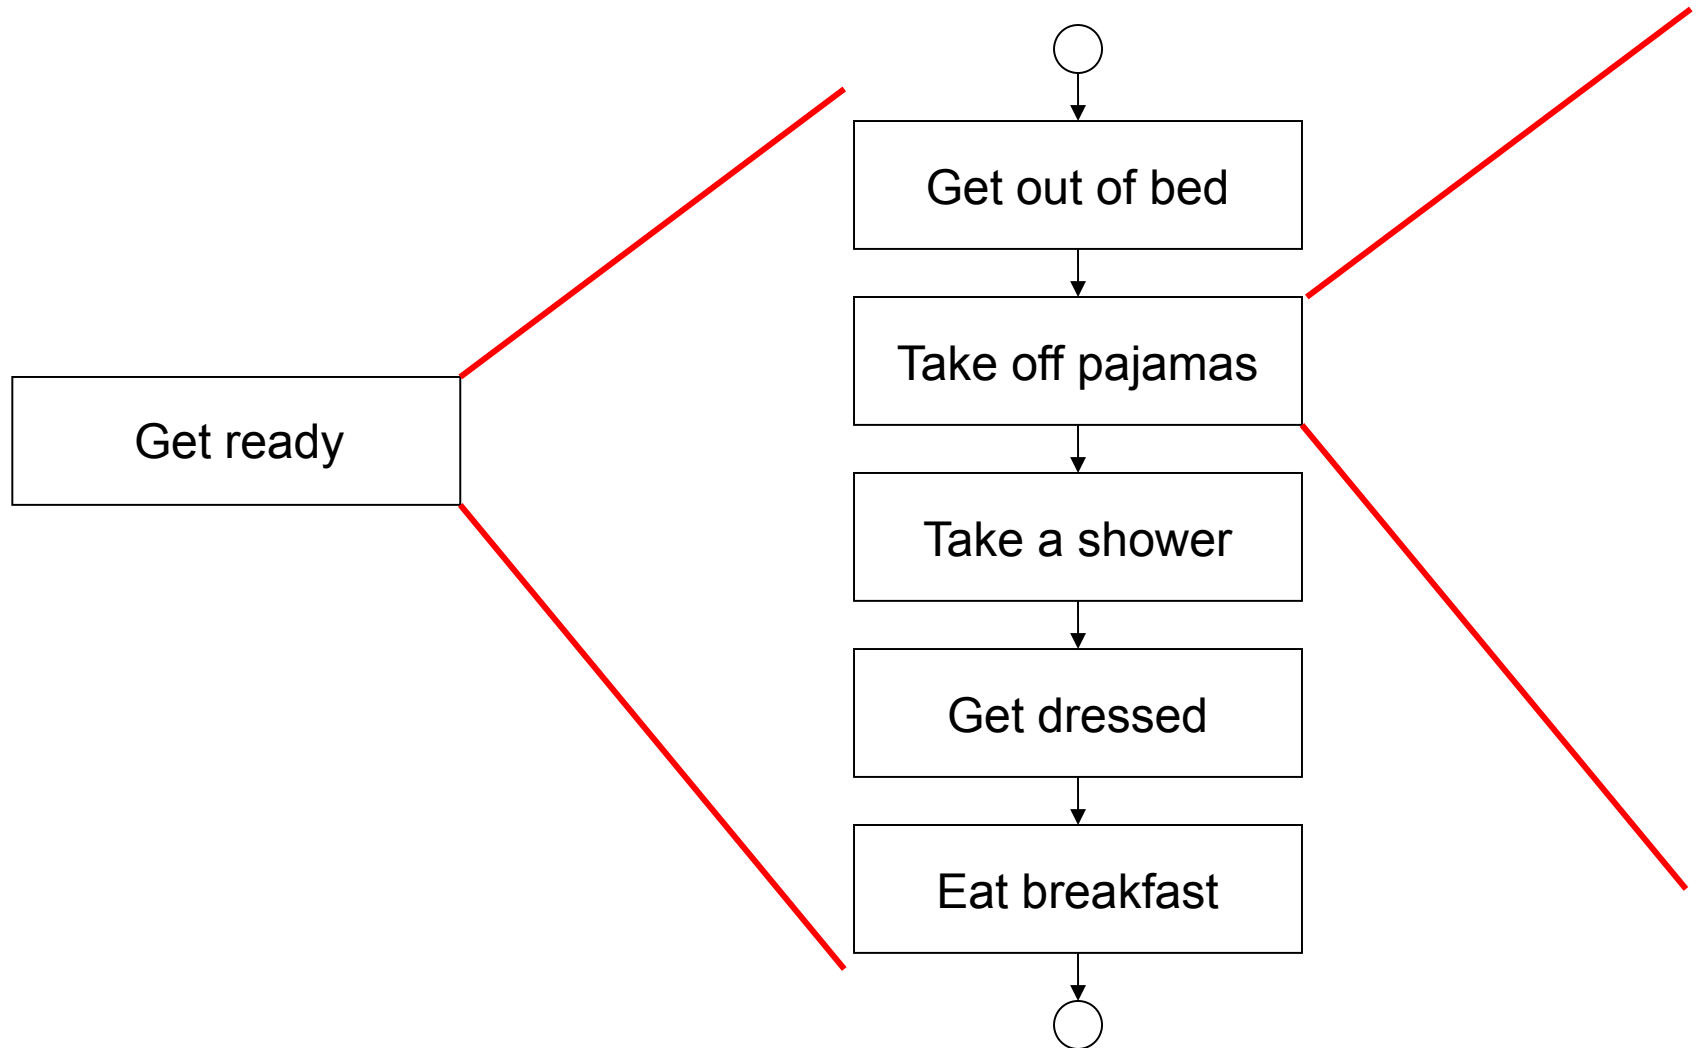 Get ready
Get out of bed
Take off pajamas
Take a shower
Get dressed
Eat breakfast